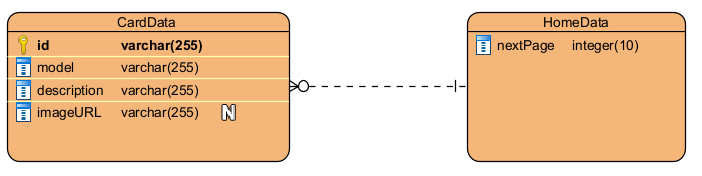 CardData
id varchar(255)
model varchar(255)
description varchar(255)
imageURL varchar(255) N
HomeData
nextPage integer(10)